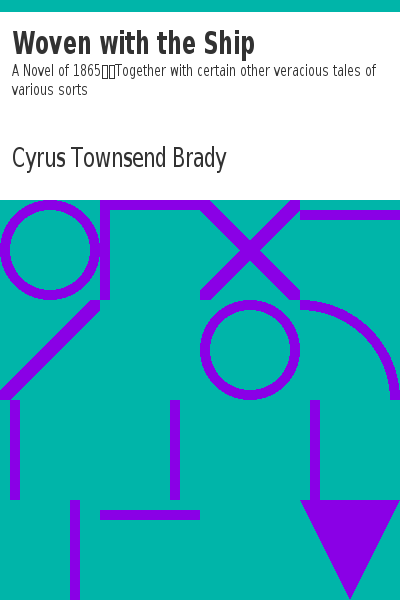 Woven with the Ship
A Novel of 1865▯▯Together with certain other veracious tales of
various sorts
Cyrus Townsend Brady